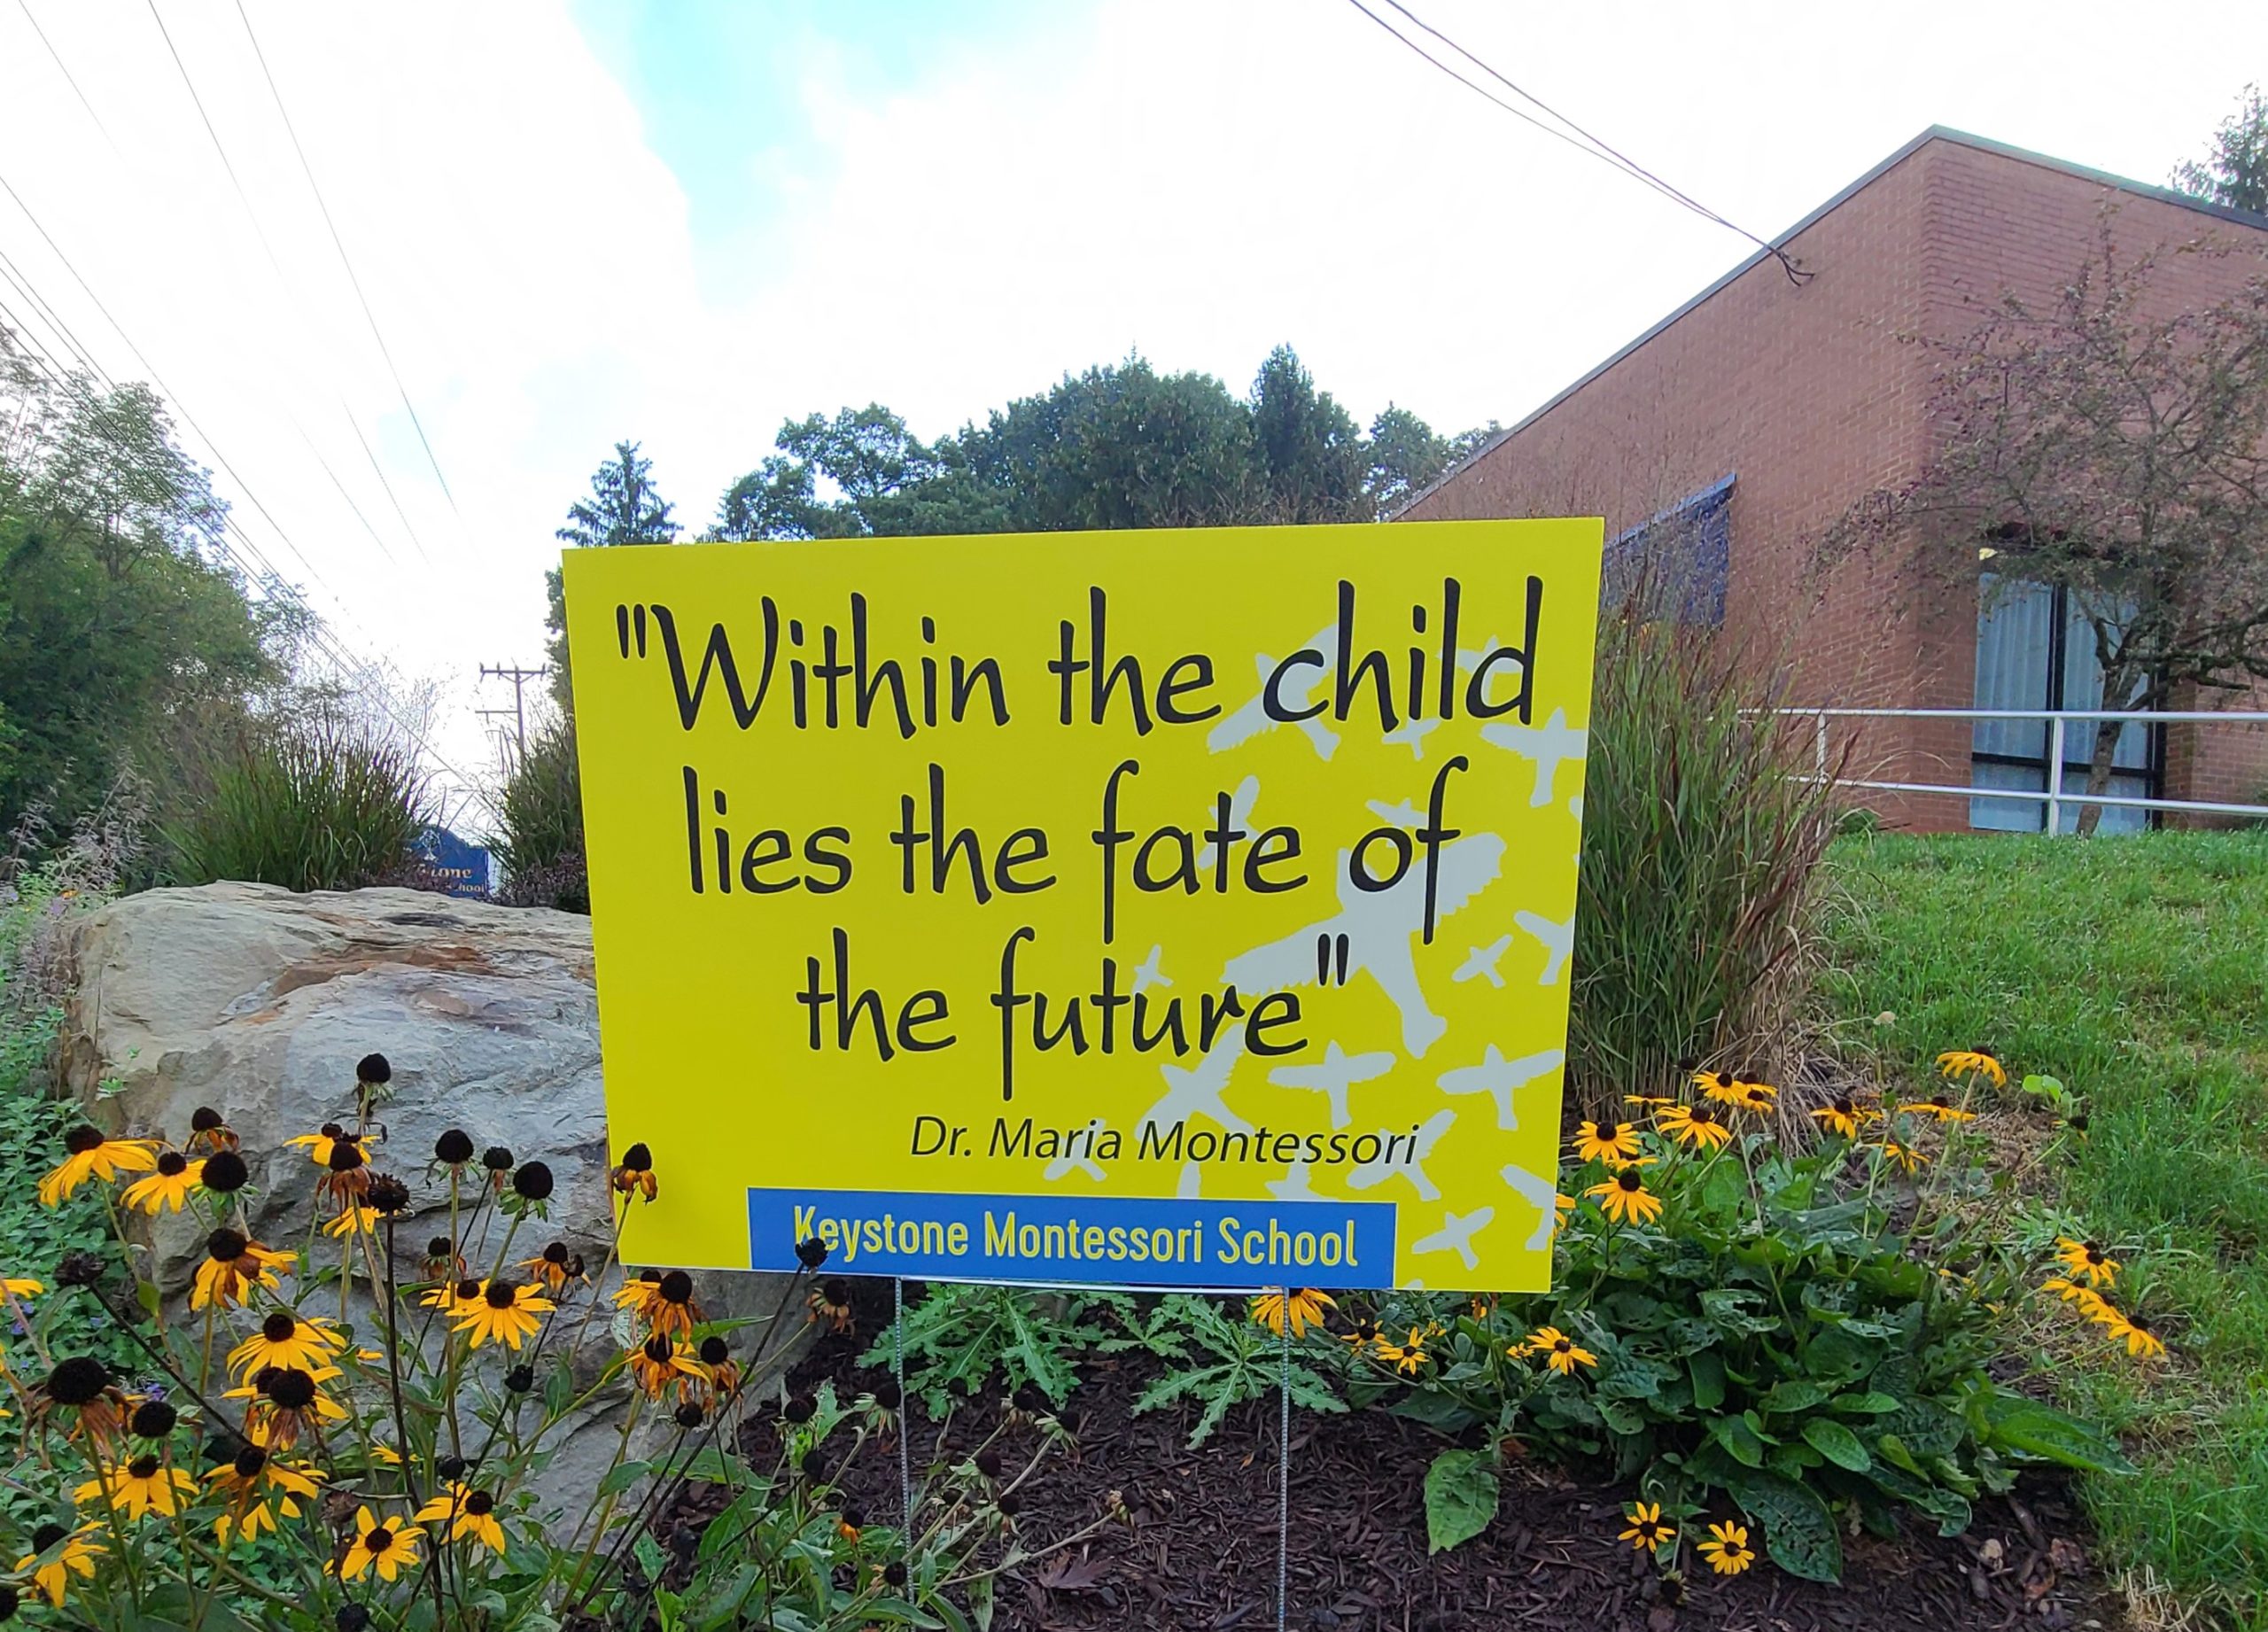 "Within the child
lies the fate of
the future"
Dr. Maria Montessori
Keystone Montessori School